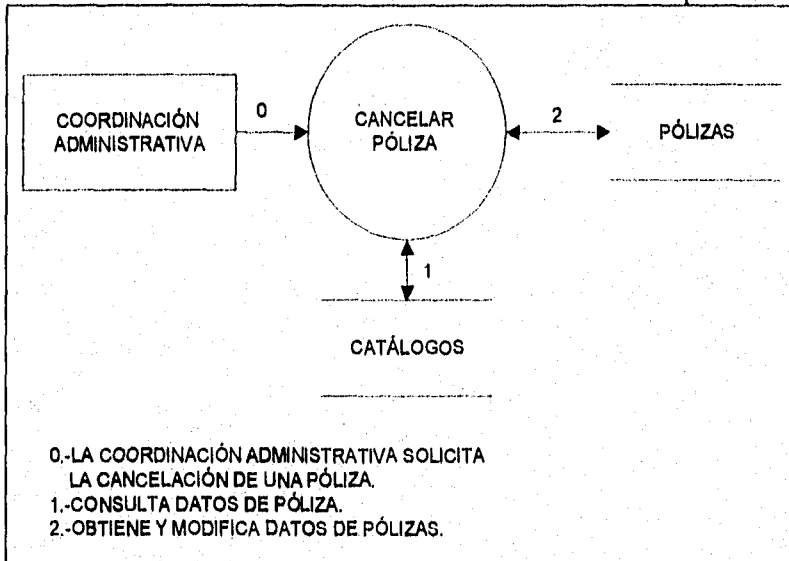 COORDINACIÓN
ADMINISTRATIVA
0
CANCELAR
PÓLIZA
2
PÓLIZAS
1
CATÁLOGOS
0.-LA COORDINACIÓN ADMINISTRATIVA SOLICITA
LA CANCELACIÓN DE UNA PÓLIZA.
1.-CONSULTA DATOS DE PÓLIZA.
2.-OBTIENE Y MODIFICA DATOS DE PÓLIZAS.